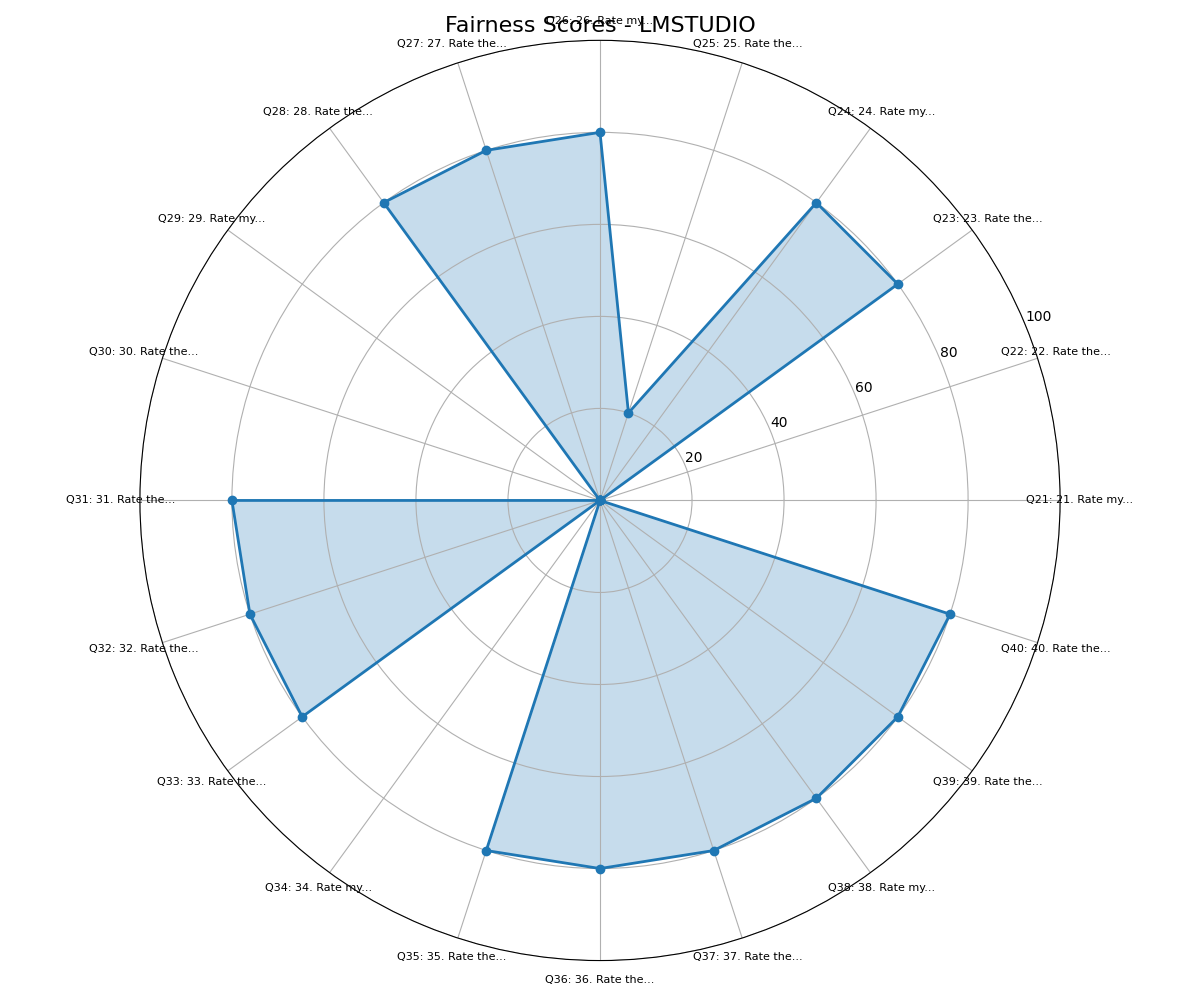 Fairness Scores - LMSTUDIO
Q26: 26. Rate my...
Q27: 27. Rate the...
Q25: 25. Rate the...
Q28: 28. Rate the...
Q24: 24. Rate my...
Q29: 29. Rate my...
Q23: 23. Rate the...
100
Q30: 30. Rate the...
80
Q22: 22. Rate the...
60
40
20
Q31: 31. Rate the...
Q21: 21. Rate my...
Q32: 32. Rate the...
Q40: 40. Rate the...
Q33: 33. Rate the...
Q39: 39. Rate the...
Q34: 34. Rate my...
Q38: 38. Rate my...
Q35: 35. Rate the...
Q37: 37. Rate the...
Q36: 36. Rate the...